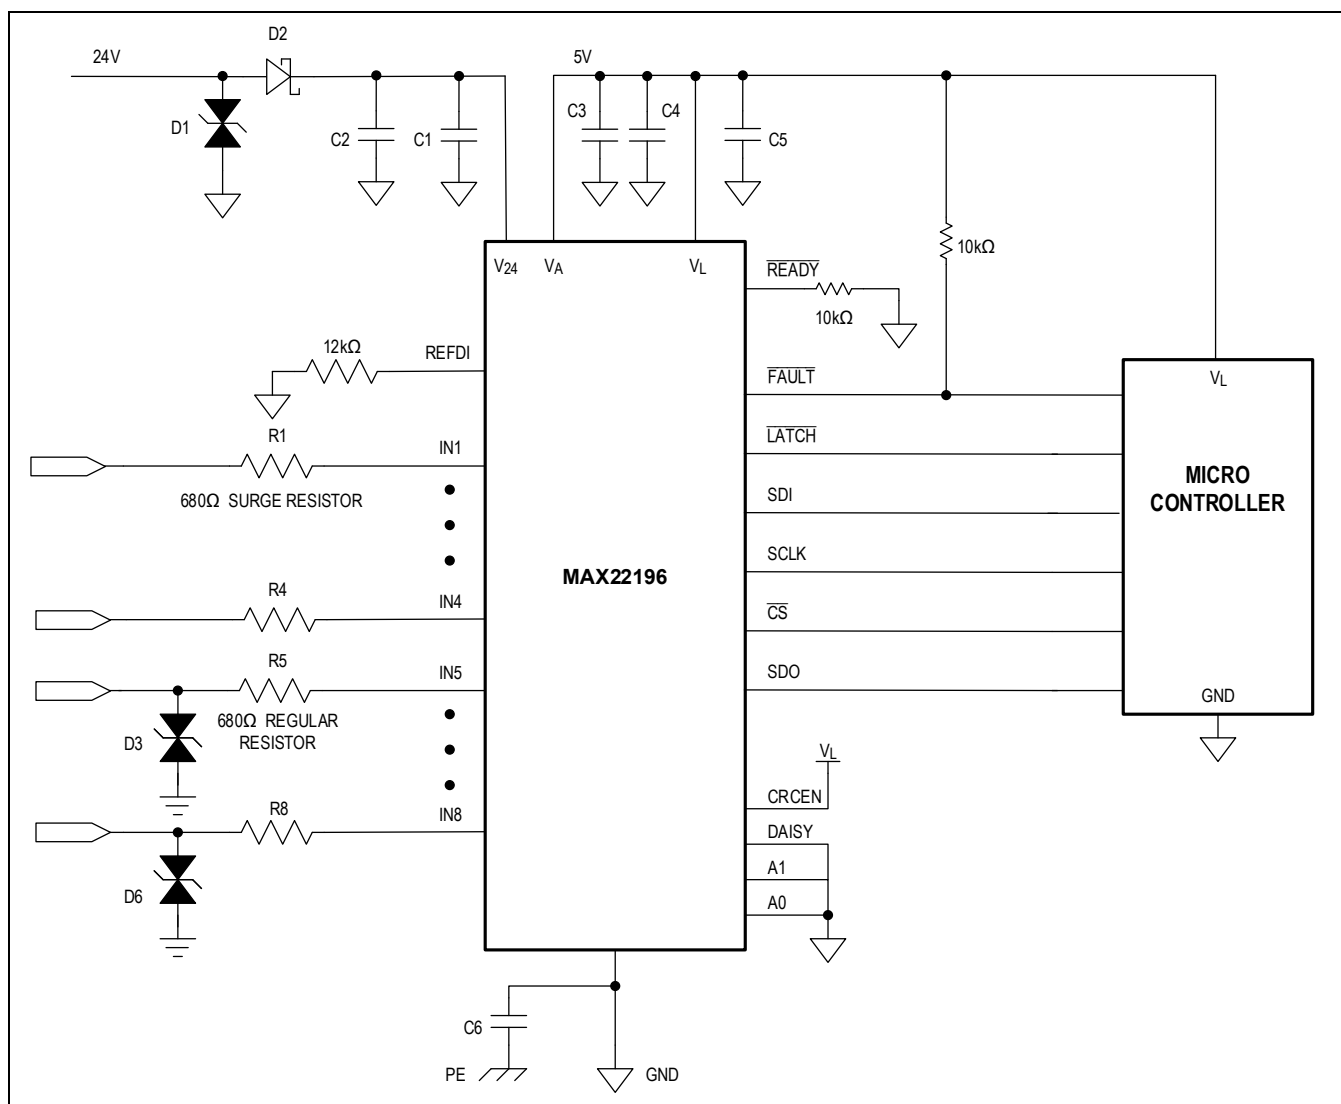 D2
24V
5V
D1
C2
C1
C3
C4
C5
10kΩ
V24
VA
VL
READY
10kΩ
12kΩ
REFDI
FAULT
VL
R1
IN1
LATCH
680Ω SURGE RESISTOR
MICRO
CONTROLLER
SDI
SCLK
MAX22196
R4
IN4
CS
R5
IN5
SDO
GND
680Ω REGULAR
RESISTOR
D3
VL
CRCEN
R8
IN8
DAISY
A1
D6
A0
C6
PE
GND